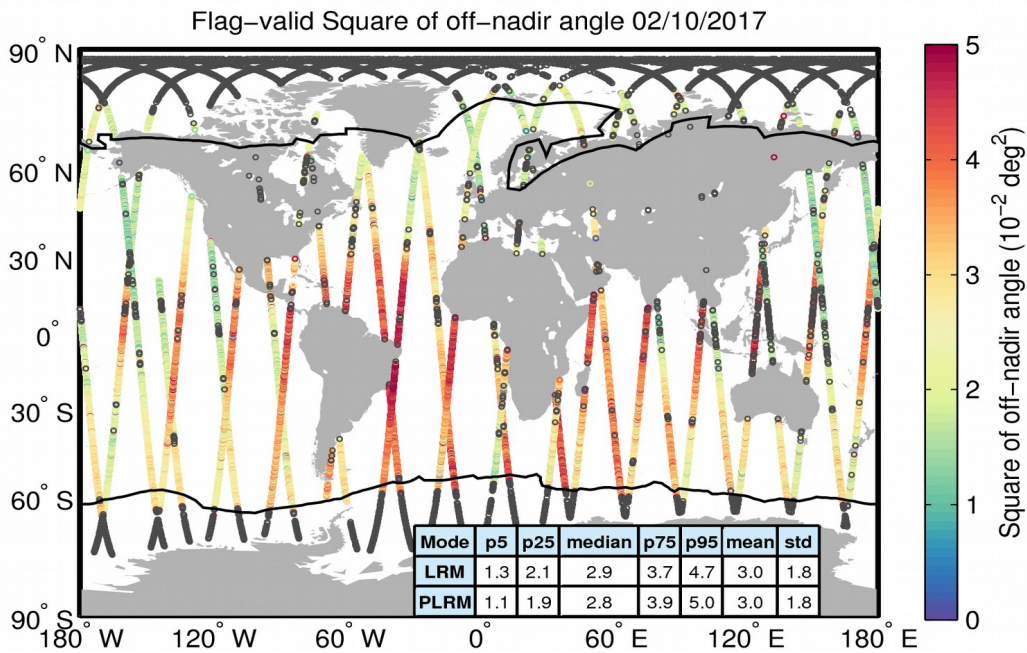 Flag−valid Square of off−nadir angle 02/10/2017
90° N
60° N
30° N
0°
30° S
60° S
90° S
180° W
120° W
60° W
0°
60° E
120° E
180° E
Mode p5 p25 median p75 p95 mean std
LRM 1.3 2.1 2.9 3.7 4.7 3.0 1.8
PLRM 1.1 1.9 2.8 3.9 5.0 3.0 1.8
5
4
3
2
1
0
Square of off−nadir angle (10⁻² deg²)